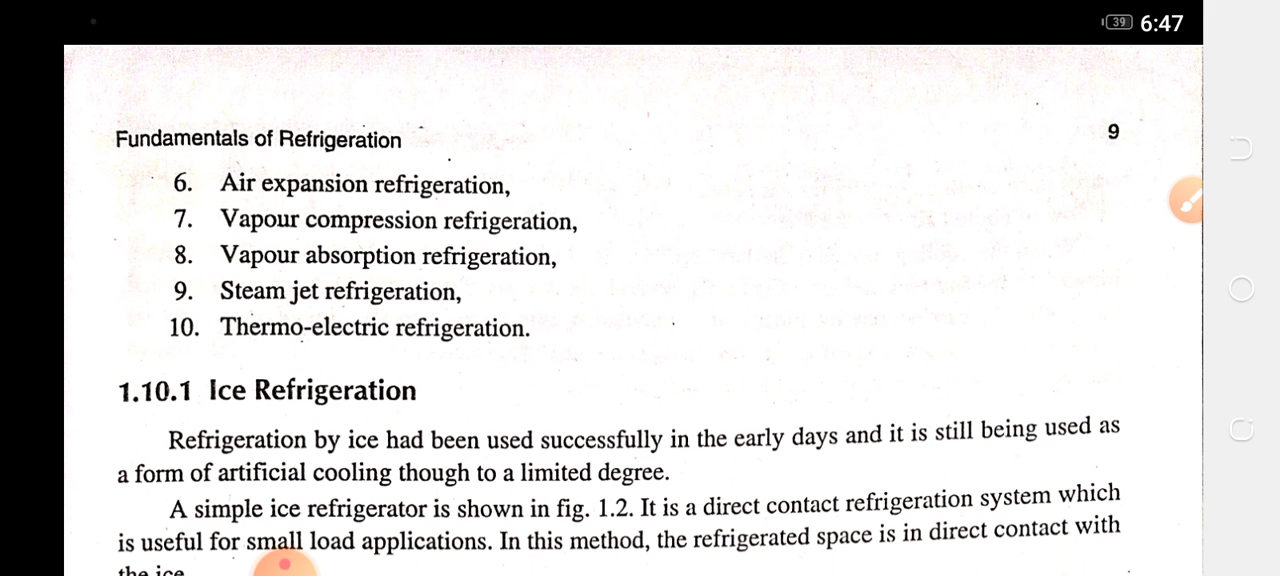 39 6:47
Fundamentals of Refrigeration 9
6. Air expansion refrigeration,
7. Vapour compression refrigeration,
8. Vapour absorption refrigeration,
9. Steam jet refrigeration,
10. Thermo-electric refrigeration.
1.10.1 Ice Refrigeration
Refrigeration by ice had been used successfully in the early days and it is still being used as
a form of artificial cooling though to a limited degree.
A simple ice refrigerator is shown in fig. 1.2. It is a direct contact refrigeration system which
is useful for small load applications. In this method, the refrigerated space is in direct contact with
the ice